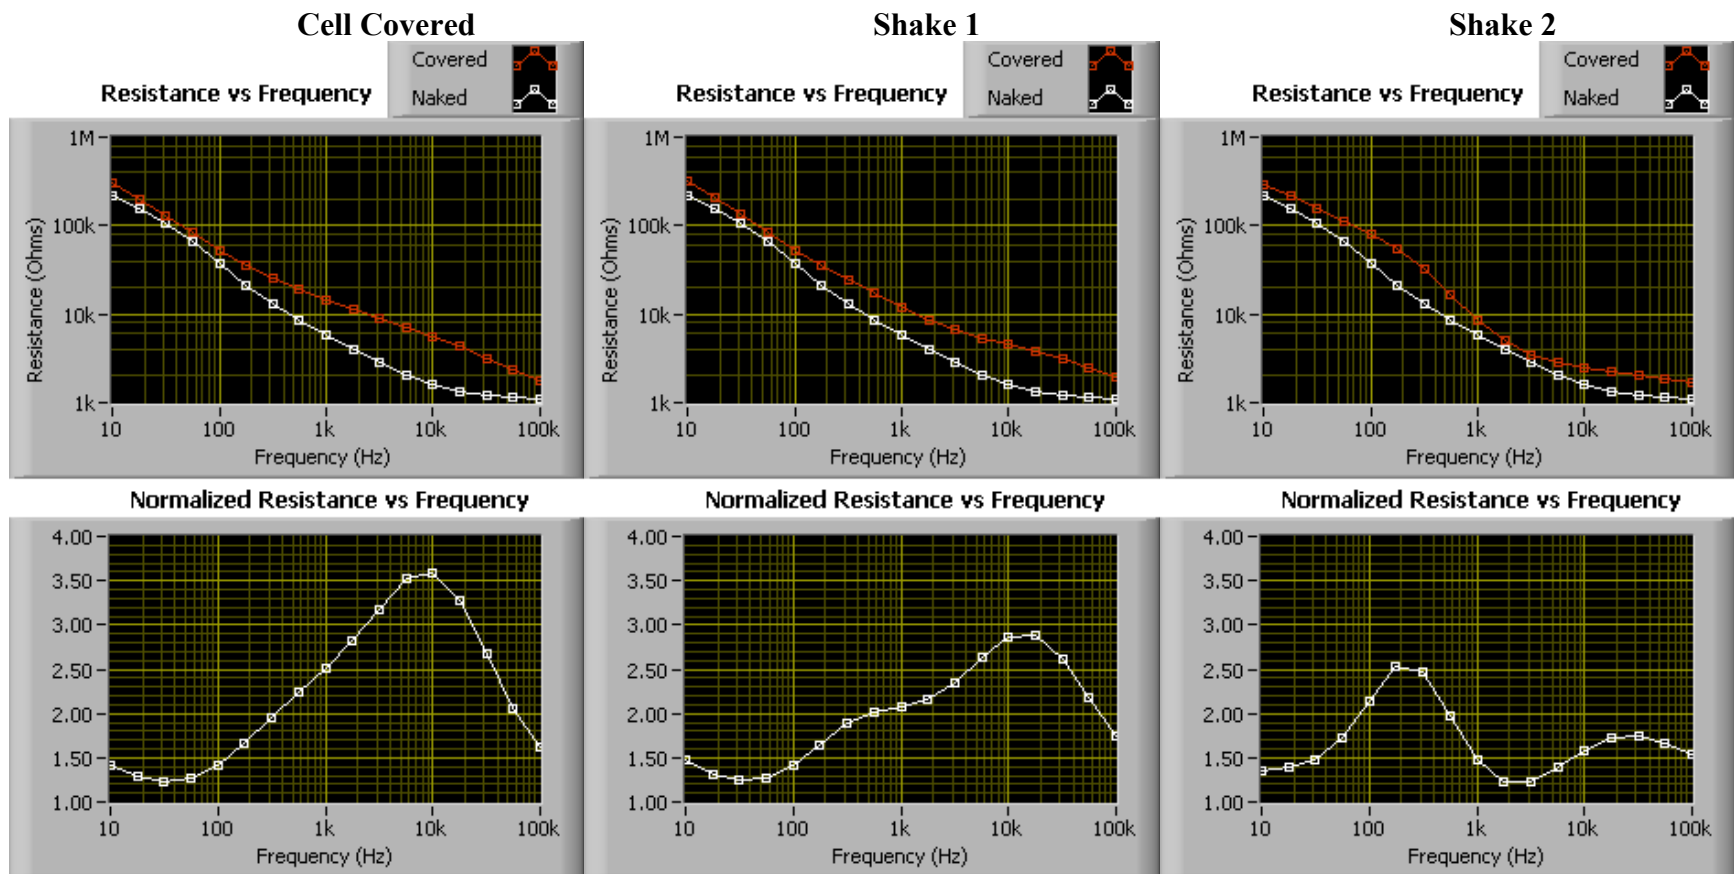 Cell Covered
Shake 1
Shake 2
Covered
Naked
Covered
Naked
Covered
Naked
Resistance vs Frequency
Resistance vs Frequency
Resistance vs Frequency
Resistance (Ohms)
1M
100k
10k
1k
10 100 1k 10k 100k
Frequency (Hz)
Resistance (Ohms)
1M
100k
10k
1k
10 100 1k 10k 100k
Frequency (Hz)
Resistance (Ohms)
1M
100k
10k
1k
10 100 1k 10k 100k
Frequency (Hz)
Normalized Resistance vs Frequency
4.00
3.50
3.00
2.50
2.00
1.50
1.00
10 100 1k 10k 100k
Frequency (Hz)
Normalized Resistance vs Frequency
4.00
3.50
3.00
2.50
2.00
1.50
1.00
10 100 1k 10k 100k
Frequency (Hz)
Normalized Resistance vs Frequency
4.00
3.50
3.00
2.50
2.00
1.50
1.00
10 100 1k 10k 100k
Frequency (Hz)